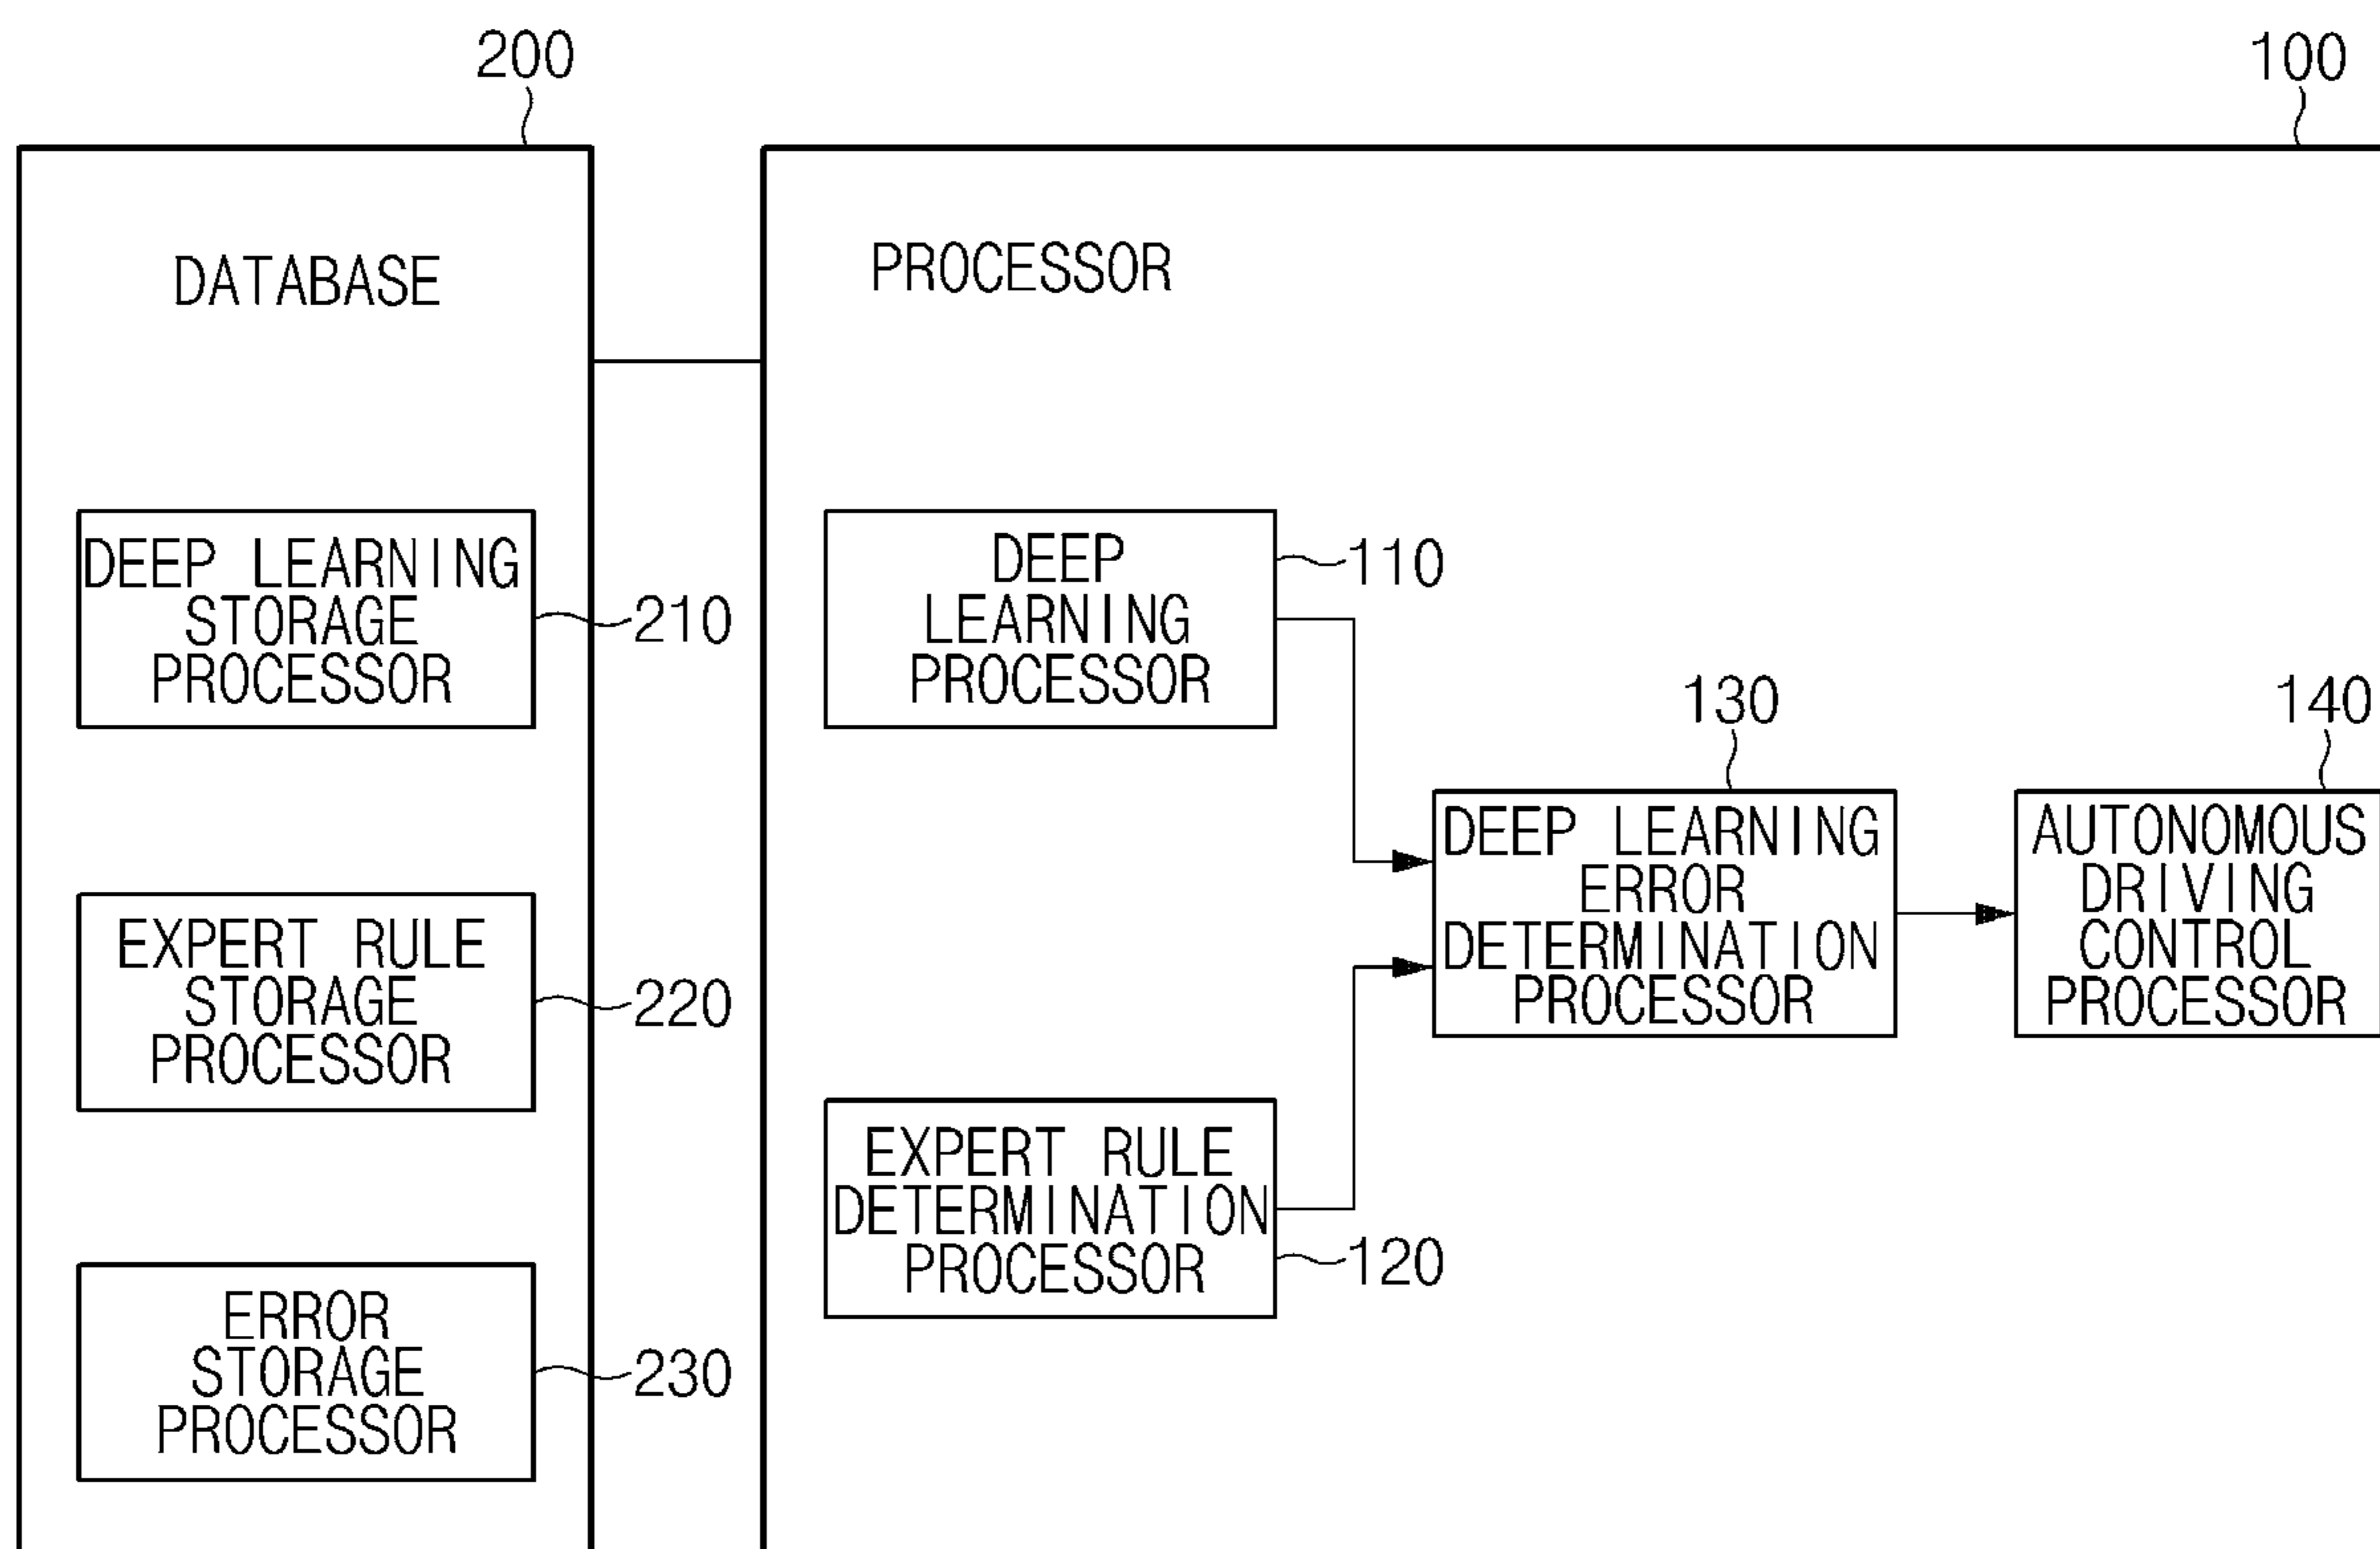 200
100
DATABASE
PROCESSOR
DEEP LEARNING
STORAGE
PROCESSOR
210
EXPERT RULE
STORAGE
PROCESSOR
220
ERROR
STORAGE
PROCESSOR
230
DEEP
LEARNING
PROCESSOR
110
EXPERT RULE
DETERMINATION
PROCESSOR
120
130
DEEP LEARNING
ERROR
DETERMINATION
PROCESSOR
140
AUTONOMOUS
DRIVING
CONTROL
PROCESSOR